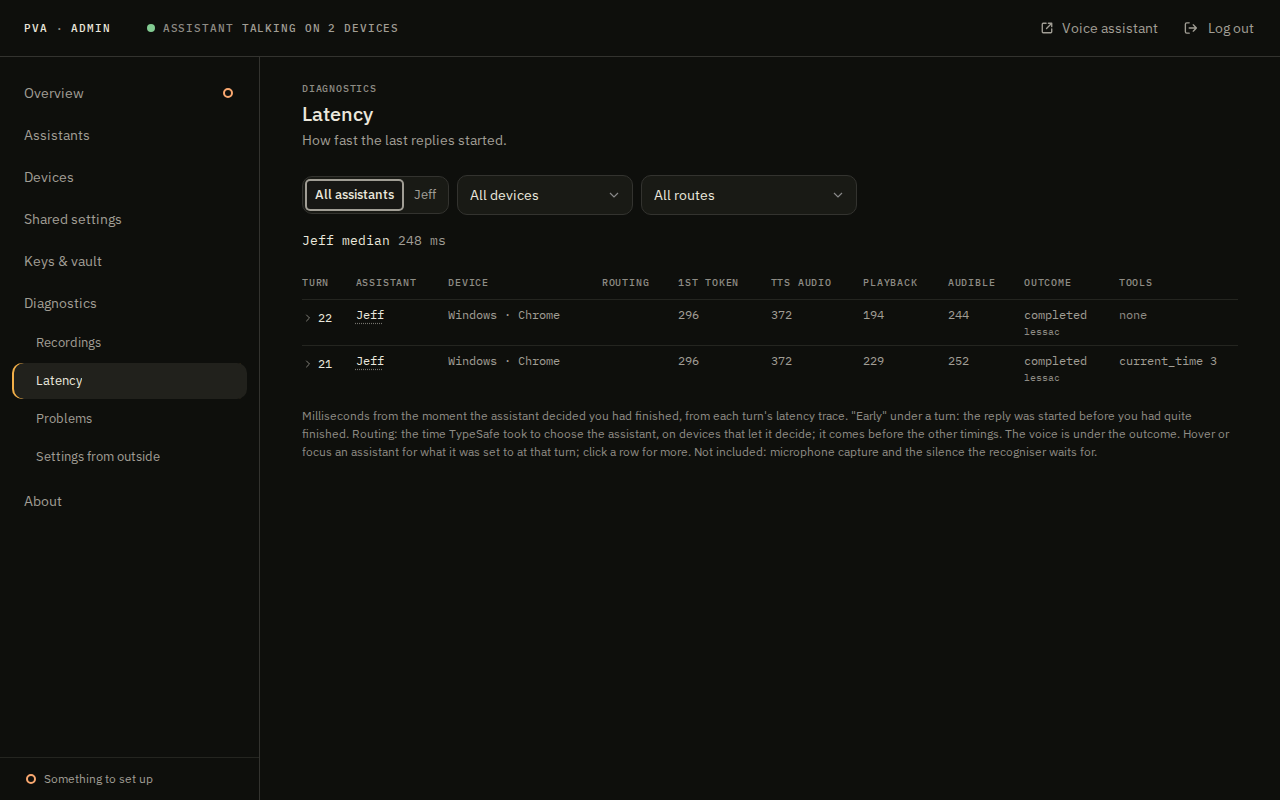 PVA · ADMIN
ASSISTANT TALKING ON 2 DEVICES
Voice assistant
Log out
Overview
Assistants
Devices
Shared settings
Keys & vault
Diagnostics
Recordings
Latency
Problems
Settings from outside
About
Something to set up
DIAGNOSTICS
Latency
How fast the last replies started.
All assistants Jeff All devices All routes
Jeff median 248 ms
TURN ASSISTANT DEVICE ROUTING 1ST TOKEN TTS AUDIO PLAYBACK AUDIBLE OUTCOME TOOLS
22 Jeff Windows · Chrome 296 372 194 244 completed none
lessac
21 Jeff Windows · Chrome 296 372 229 252 completed current_time 3
lessac
Milliseconds from the moment the assistant decided you had finished, from each turn's latency trace. "Early" under a turn: the reply was started before you had quite
finished. Routing: the time TypeSafe took to choose the assistant, on devices that let it decide; it comes before the other timings. The voice is under the outcome. Hover or
focus an assistant for what it was set to at that turn; click a row for more. Not included: microphone capture and the silence the recogniser waits for.